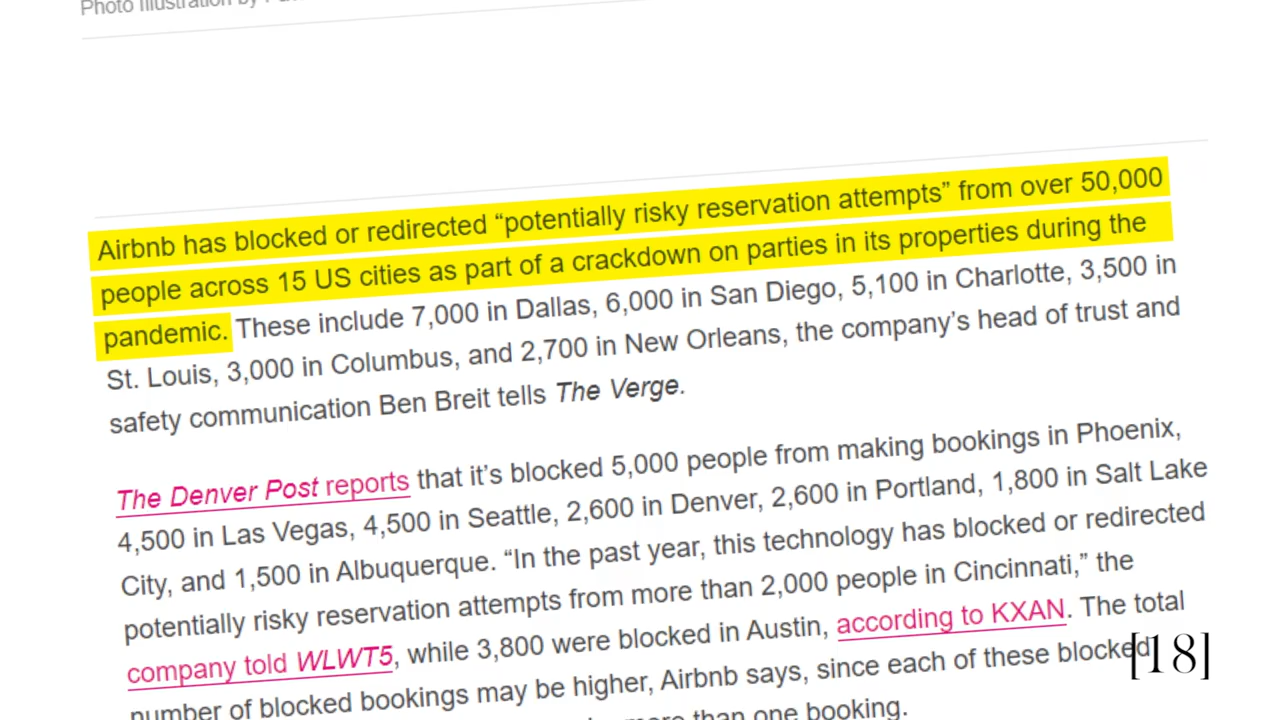 Photo illustration by
Airbnb has blocked or redirected “potentially risky reservation attempts” from over 50,000
people across 15 US cities as part of a crackdown on parties in its properties during the
pandemic. These include 7,000 in Dallas, 6,000 in San Diego, 5,100 in Charlotte, 3,500 in
St. Louis, 3,000 in Columbus, and 2,700 in New Orleans, the company’s head of trust and
safety communication Ben Breit tells The Verge.
The Denver Post reports that it’s blocked 5,000 people from making bookings in Phoenix,
4,500 in Las Vegas, 4,500 in Seattle, 2,600 in Denver, 2,600 in Portland, 1,800 in Salt Lake
City, and 1,500 in Albuquerque. “In the past year, this technology has blocked or redirected
potentially risky reservation attempts from more than 2,000 people in Cincinnati,” the
company told WLWT5, while 3,800 were blocked in Austin, according to KXAN. The total
number of blocked bookings may be higher, Airbnb says, since each of these blocked
more than one booking.
[18]